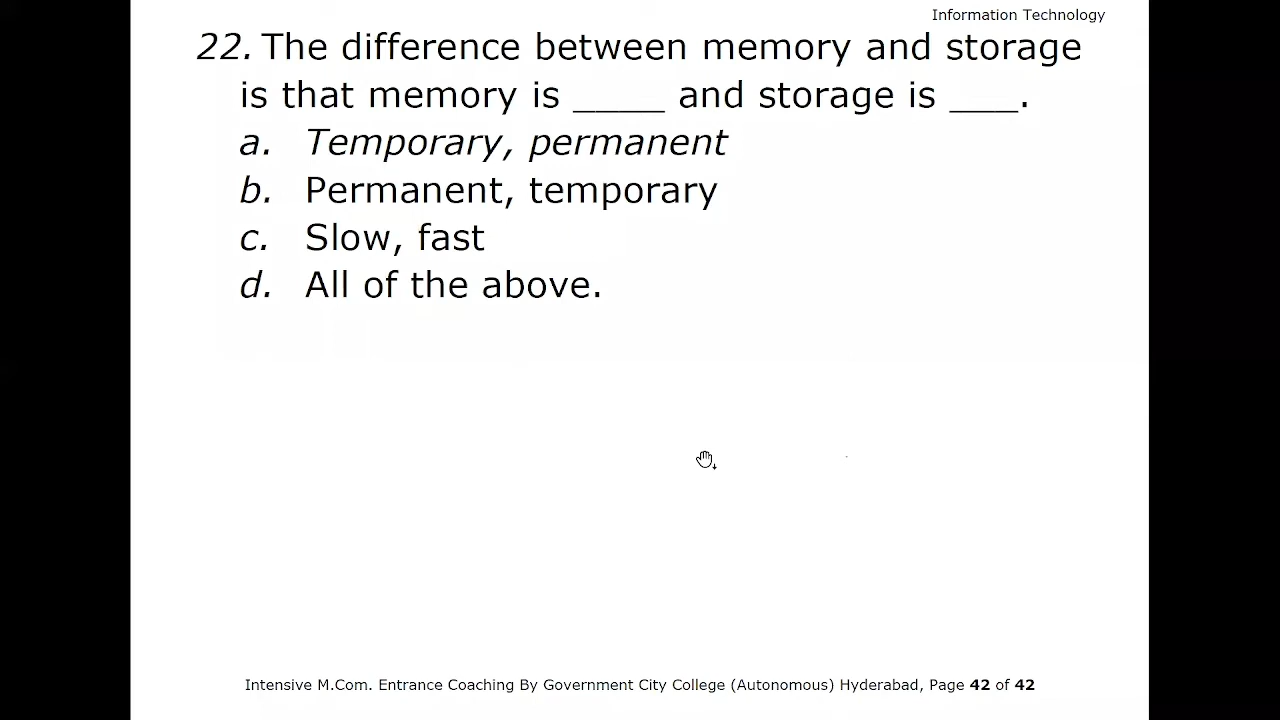 Information Technology
22. The difference between memory and storage
is that memory is ____ and storage is ___.
a. Temporary, permanent
b. Permanent, temporary
c. Slow, fast
d. All of the above.
Intensive M.Com. Entrance Coaching By Government City College (Autonomous) Hyderabad, Page 42 of 42